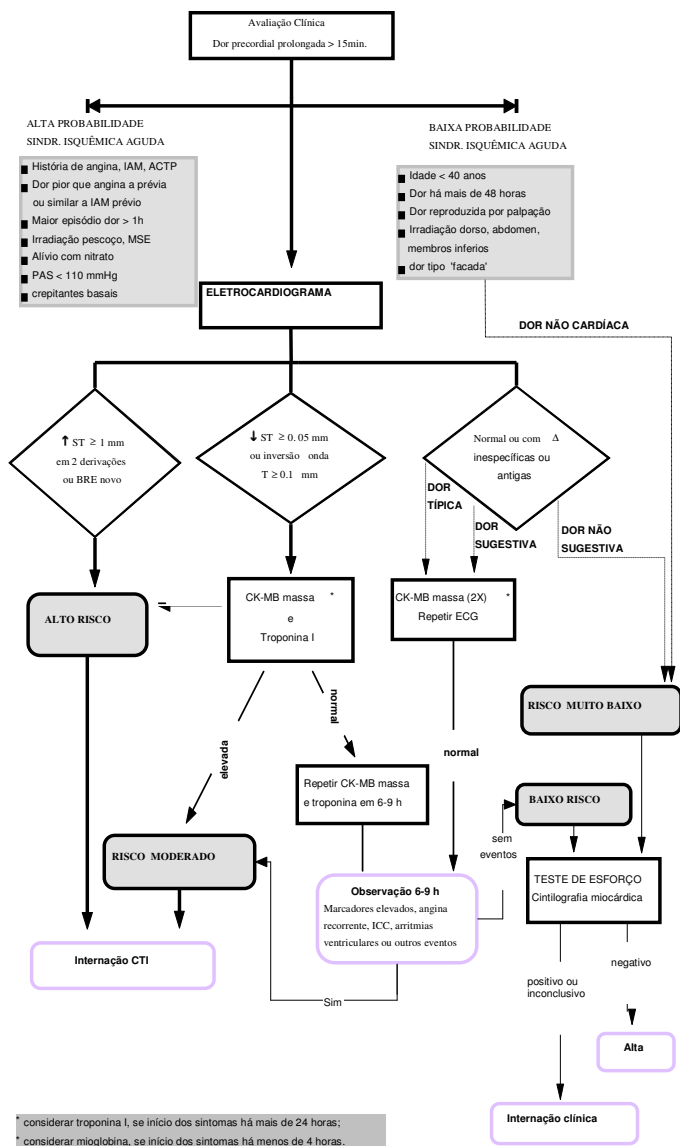 Avaliação Clínica
Dor precordial prolongada > 15min.
ALTA PROBABILIDADE
SINDR. ISQUÊMICA AGUDA
História de angina, IAM, ACTP
Dor pior que angina a prévia
ou similar a IAM prévio
Maior episódio dor > 1h
Irradiação pescoço, MSE
Alívio com nitrato
PAS < 110 mmHg
crepitantes basais
BAIXA PROBABILIDADE
SINDR. ISQUÊMICA AGUDA
Idade < 40 anos
Dor há mais de 48 horas
Dor reproduzida por palpação
Irradiação dorso, abdomen,
membros inferios
dor tipo 'facada'
ELETROCARDIOGRAMA
DOR NÃO CARDÍACA
↑ ST ≥ 1 mm
em 2 derivações
ou BRE novo
↓ ST ≥ 0.05 mm
ou inversão onda
T ≥ 0.1 mm
Normal ou com Δ
inespecíficas ou
antigas
DOR
TÍPICA
DOR
SUGESTIVA
DOR NÃO
SUGESTIVA
ALTO RISCO
=
CK-MB massa *
e
Troponina I
CK-MB massa (2X) *
Repetir ECG
RISCO MUITO BAIXO
elevada
normal
normal
Repetir CK-MB massa
e troponina em 6-9 h
BAIXO RISCO
sem
eventos
RISCO MODERADO
Observação 6-9 h
Marcadores elevados, angina
recorrente, ICC, arritmias
ventriculares ou outros eventos
TESTE DE ESFORÇO
Cintilografia miocárdica
Internação CTI
Sim
positivo ou
inconclusivo
negativo
Alta
Internação clínica
* considerar troponina I, se início dos sintomas há mais de 24 horas;
* considerar mioglobina, se início dos sintomas há menos de 4 horas.